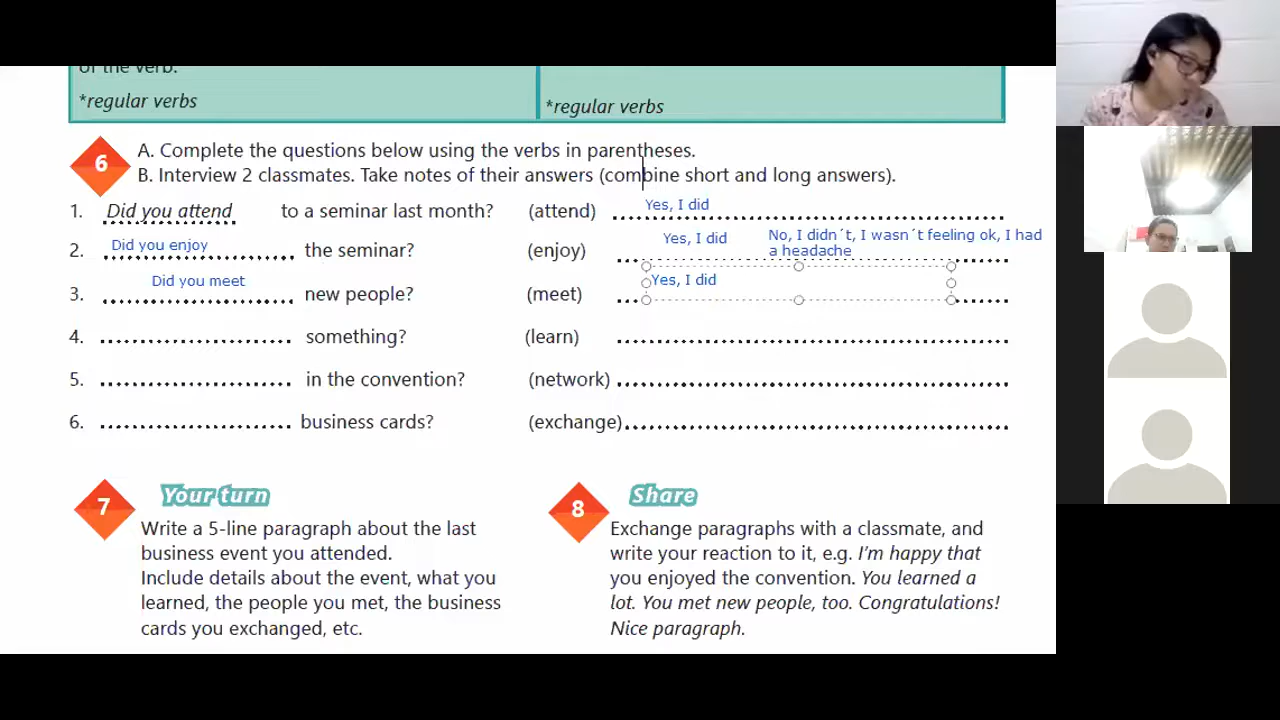 of the verb.
*regular verbs
*regular verbs
6
A. Complete the questions below using the verbs in parentheses.
B. Interview 2 classmates. Take notes of their answers (combine short and long answers).
1. Did you attend to a seminar last month? (attend) Yes, I did
2. Did you enjoy the seminar? (enjoy) Yes, I did No, I didn´t, I wasn´t feeling ok, I had
a headache
3. Did you meet new people? (meet) Yes, I did
4. something? (learn)
5. in the convention? (network)
6. business cards? (exchange)
7 Your turn
Write a 5-line paragraph about the last
business event you attended.
Include details about the event, what you
learned, the people you met, the business
cards you exchanged, etc.
8 Share
Exchange paragraphs with a classmate, and
write your reaction to it, e.g. I'm happy that
you enjoyed the convention. You learned a
lot. You met new people, too. Congratulations!
Nice paragraph.